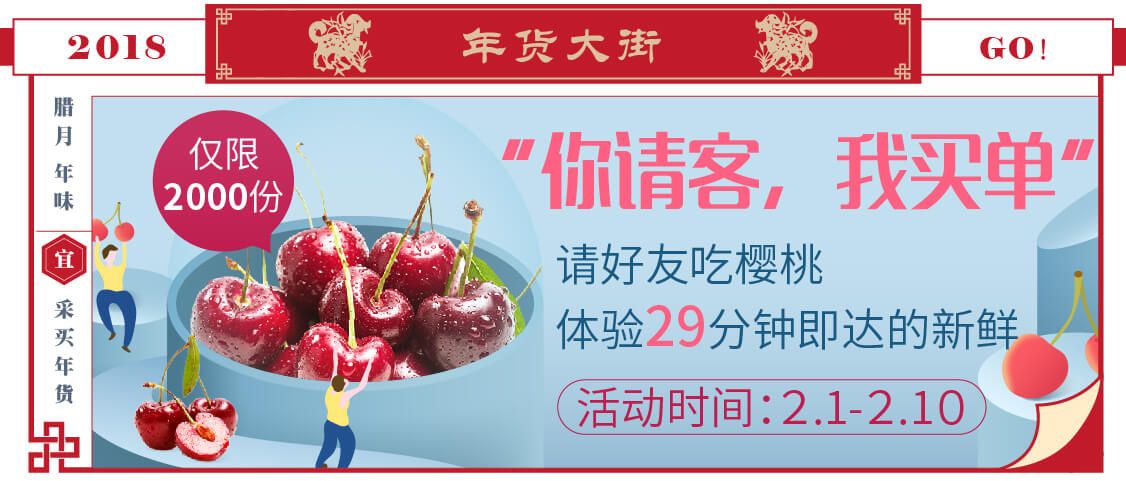 2018
年货大街
GO!
腊月 年味
宜
采买年货
仅限
2000份
“你请客，我买单”
请好友吃樱桃
体验29分钟即达的新鲜
活动时间：2.1-2.10